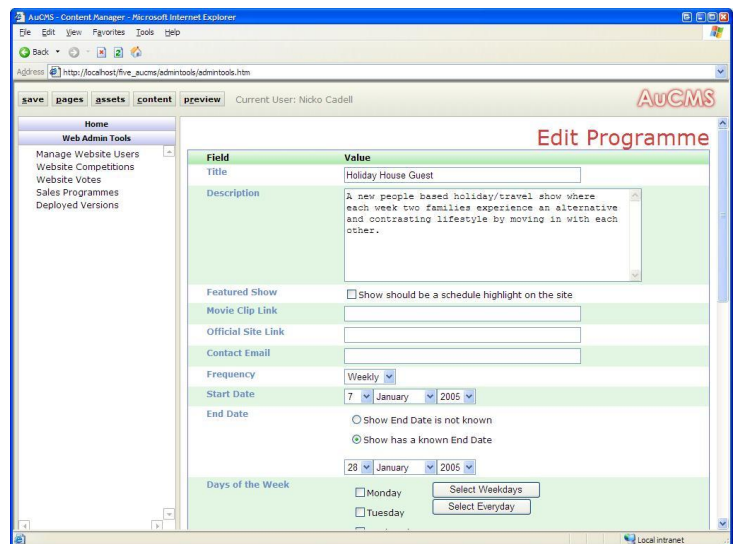 AuCMS - Content Manager - Microsoft Internet Explorer
File Edit View Favorites Tools Help
Back
Address http://localhost/five_aucms/admintools/admintools.htm
save pages assets content preview Current User: Nicko Cadell AuCMS
Home
Web Admin Tools
Manage Website Users
Website Competitions
Website Votes
Sales Programmes
Deployed Versions
Edit Programme
Field Value
Title Holiday House Guest
Description A new people based holiday/travel show where
each week two families experience an alternative
and contrasting lifestyle by moving in with each
other.
Featured Show Show should be a schedule highlight on the site
Movie Clip Link
Official Site Link
Contact Email
Frequency Weekly
Start Date 7 January 2005
End Date Show End Date is not known
Show has a known End Date
28 January 2005
Days of the Week Monday Select Weekdays
Tuesday Select Everyday
Local intranet